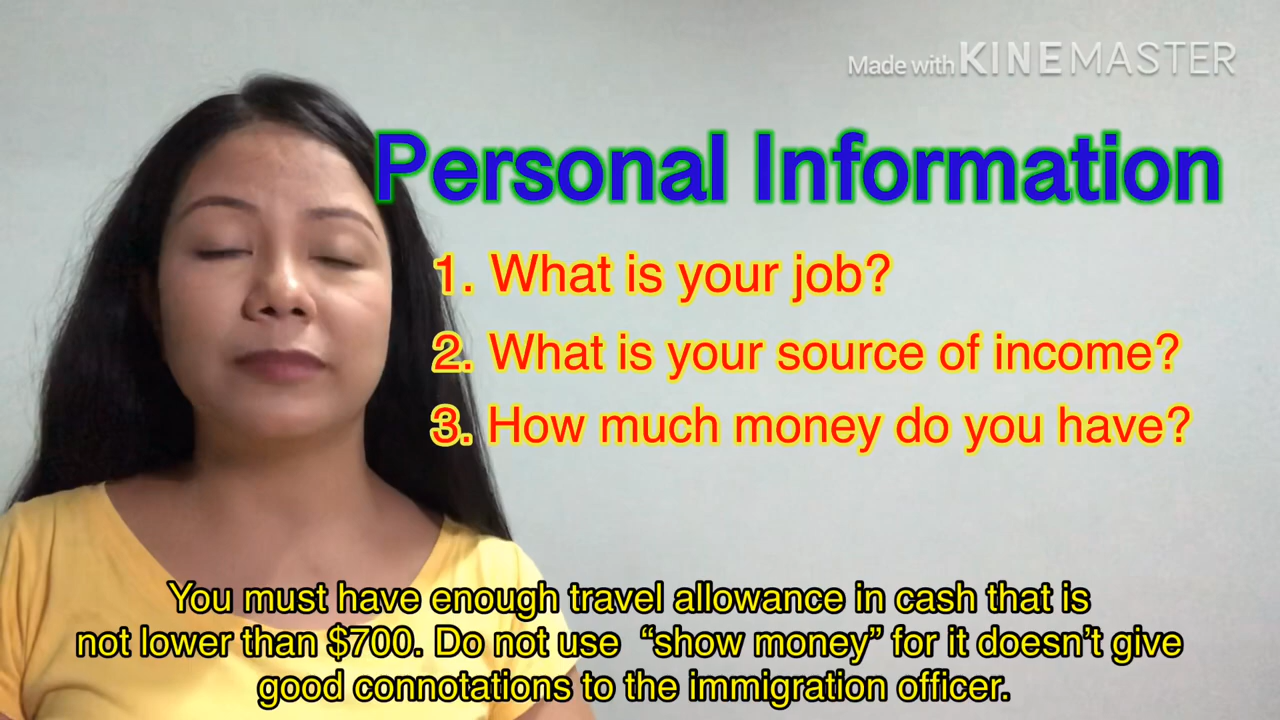 Made with KINEMASTER
Personal Information
1. What is your job?
2. What is your source of income?
3. How much money do you have?
You must have enough travel allowance in cash that is
not lower than $700. Do not use “show money” for it doesn’t give
good connotations to the immigration officer.